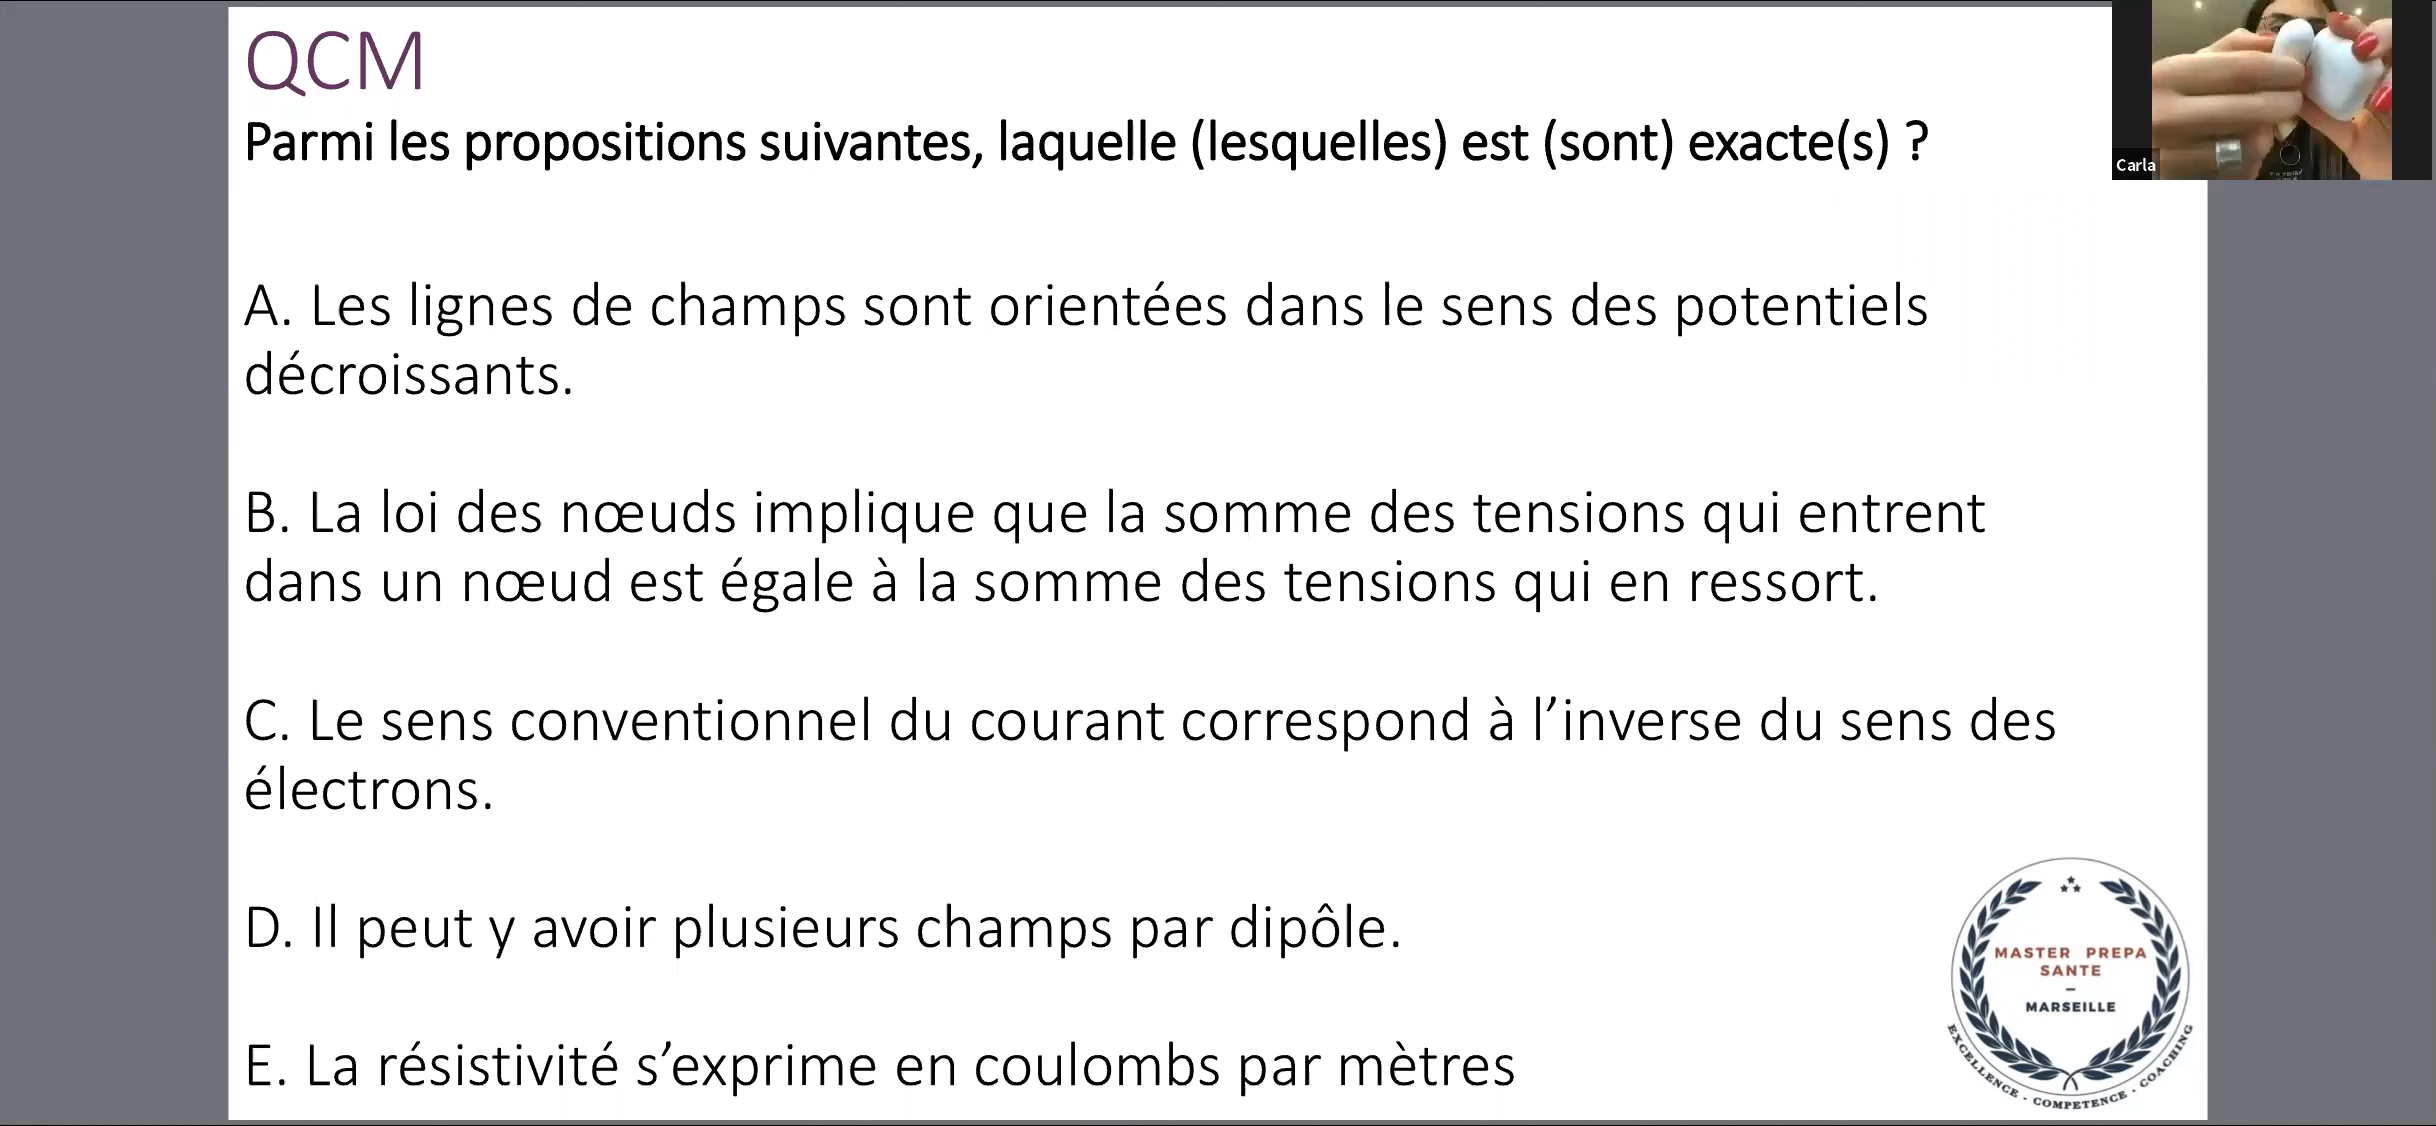 QCM
Parmi les propositions suivantes, laquelle (lesquelles) est (sont) exacte(s) ?
Carla
A. Les lignes de champs sont orientées dans le sens des potentiels
décroissants.
B. La loi des nœuds implique que la somme des tensions qui entrent
dans un nœud est égale à la somme des tensions qui en ressort.
C. Le sens conventionnel du courant correspond à l’inverse du sens des
électrons.
D. Il peut y avoir plusieurs champs par dipôle.
E. La résistivité s’exprime en coulombs par mètres
MASTER PREPA
SANTE
–
MARSEILLE
EXCELLENCE - COMPETENCE - COACHING